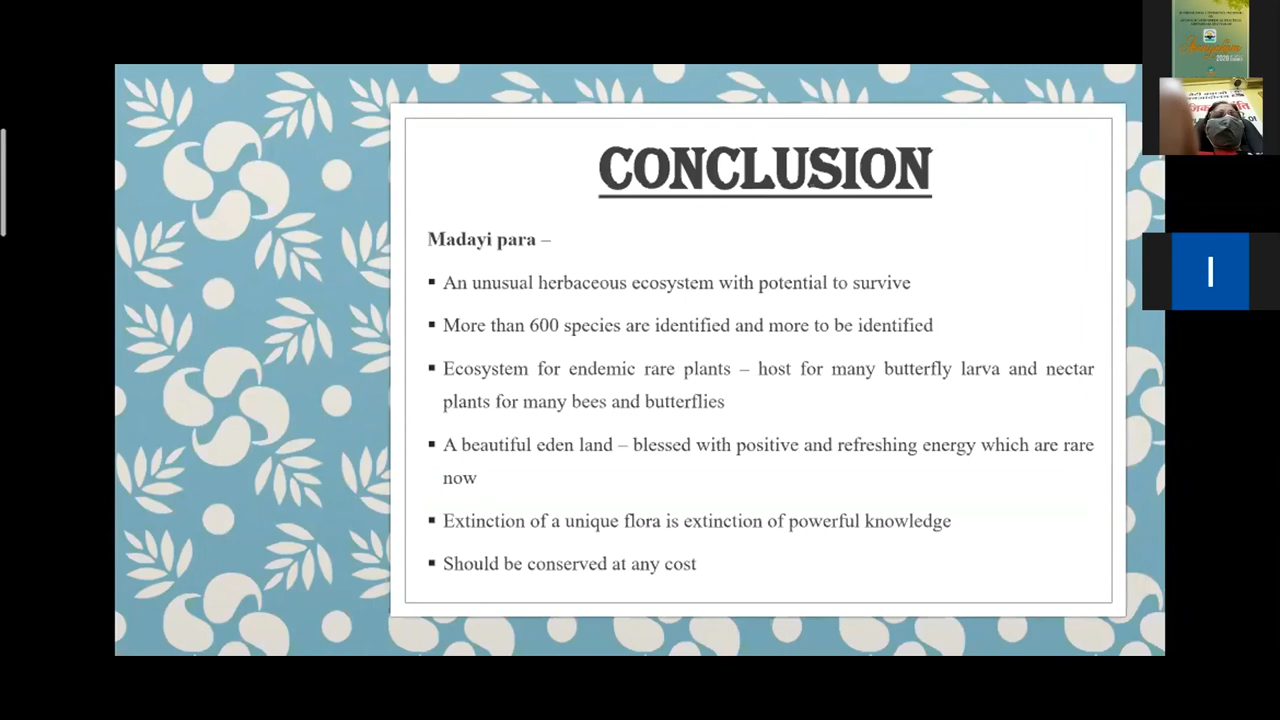 CONCLUSION
Madayi para –
▪ An unusual herbaceous ecosystem with potential to survive
▪ More than 600 species are identified and more to be identified
▪ Ecosystem for endemic rare plants – host for many butterfly larva and nectar
plants for many bees and butterflies
▪ A beautiful eden land – blessed with positive and refreshing energy which are rare
now
▪ Extinction of a unique flora is extinction of powerful knowledge
▪ Should be conserved at any cost
I